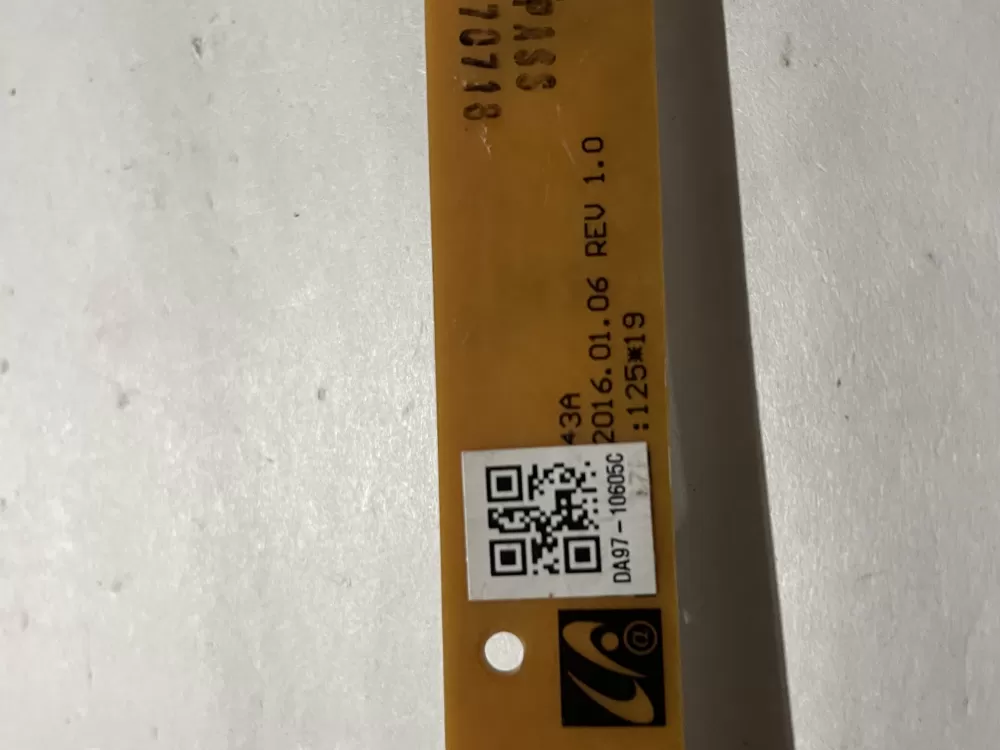 PASS
70718
43A
2016.01.06 REV 1.0
:125*19
DA97-10605C